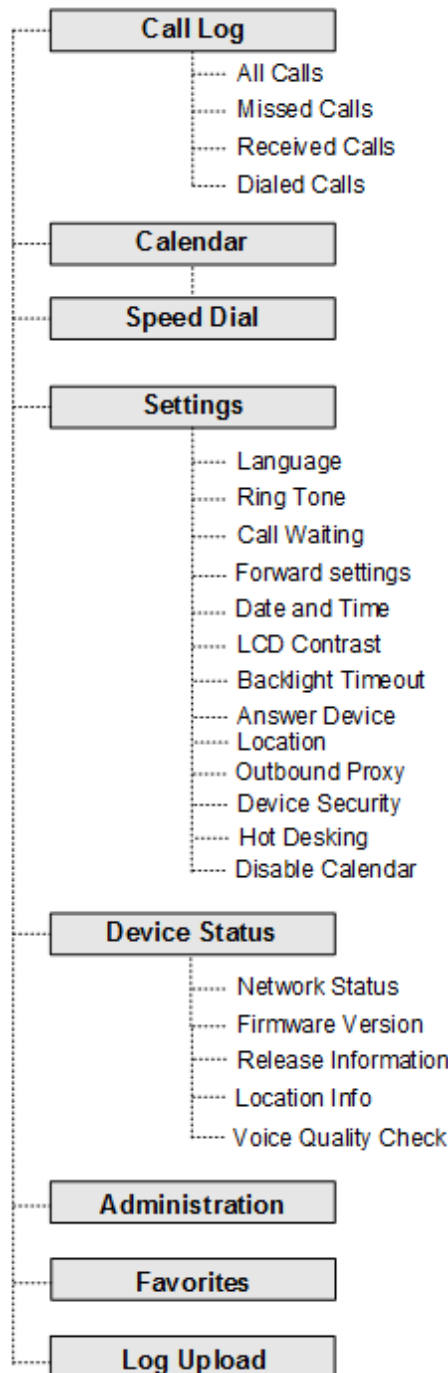 Call Log
All Calls
Missed Calls
Received Calls
Dialed Calls
Calendar
Speed Dial
Settings
Language
Ring Tone
Call Waiting
Forward settings
Date and Time
LCD Contrast
Backlight Timeout
Answer Device
Location
Outbound Proxy
Device Security
Hot Desking
Disable Calendar
Device Status
Network Status
Firmware Version
Release Information
Location Info
Voice Quality Check
Administration
Favorites
Log Upload